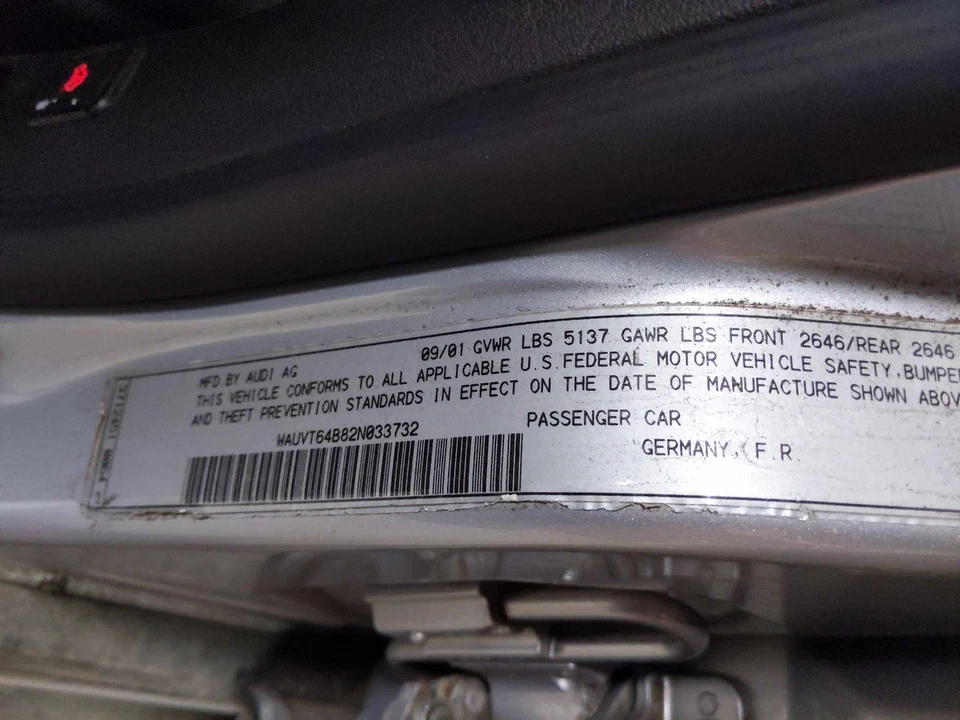 MFD BY AUDI AG 09/01 GVWR LBS 5137 GAWR LBS FRONT 2646/REAR 2646
THIS VEHICLE CONFORMS TO ALL APPLICABLE U.S.FEDERAL MOTOR VEHICLE SAFETY,BUMPER
AND THEFT PREVENTION STANDARDS IN EFFECT ON THE DATE OF MANUFACTURE SHOWN ABOV
WAUVT64B82N033732 PASSENGER CAR
GERMANY, F.R.